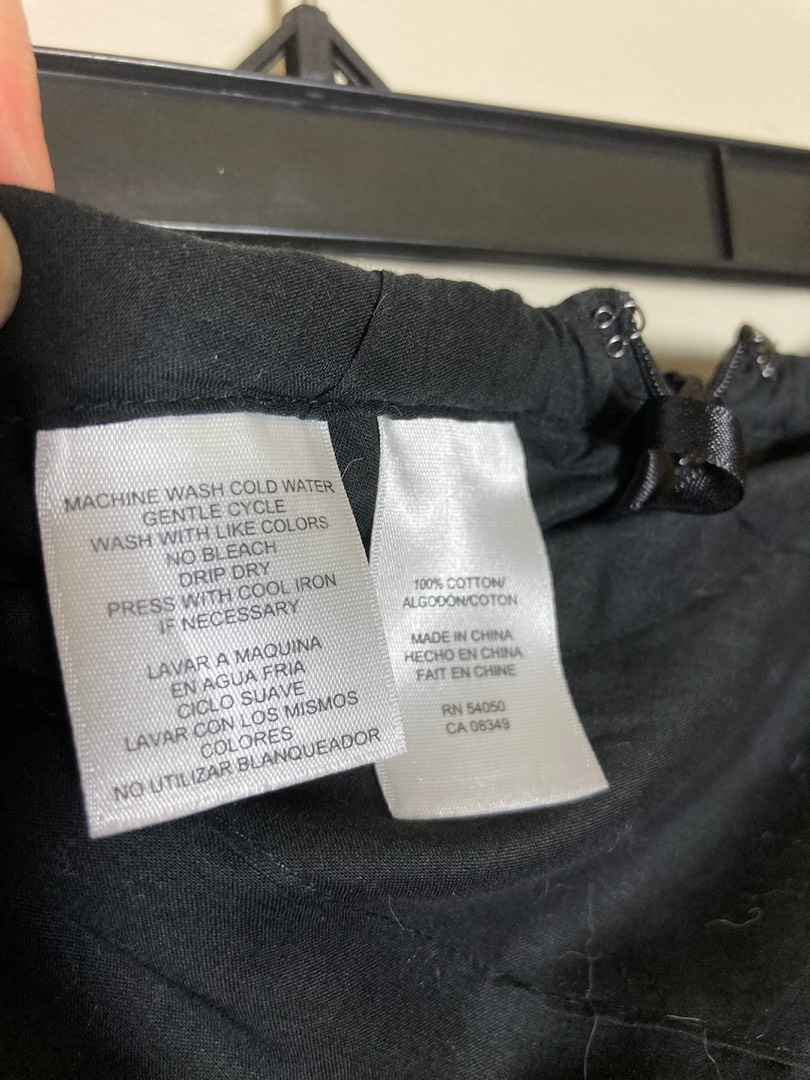 MACHINE WASH COLD WATER
GENTLE CYCLE
WASH WITH LIKE COLORS
NO BLEACH
DRIP DRY
PRESS WITH COOL IRON
IF NECESSARY
LAVAR A MAQUINA
EN AGUA FRIA
CICLO SUAVE
LAVAR CON LOS MISMOS
COLORES
NO UTILIZAR BLANQUEADOR
100% COTTON/
ALGODÓN/COTON
MADE IN CHINA
HECHO EN CHINA
FAIT EN CHINE
RN 54050
CA 08349